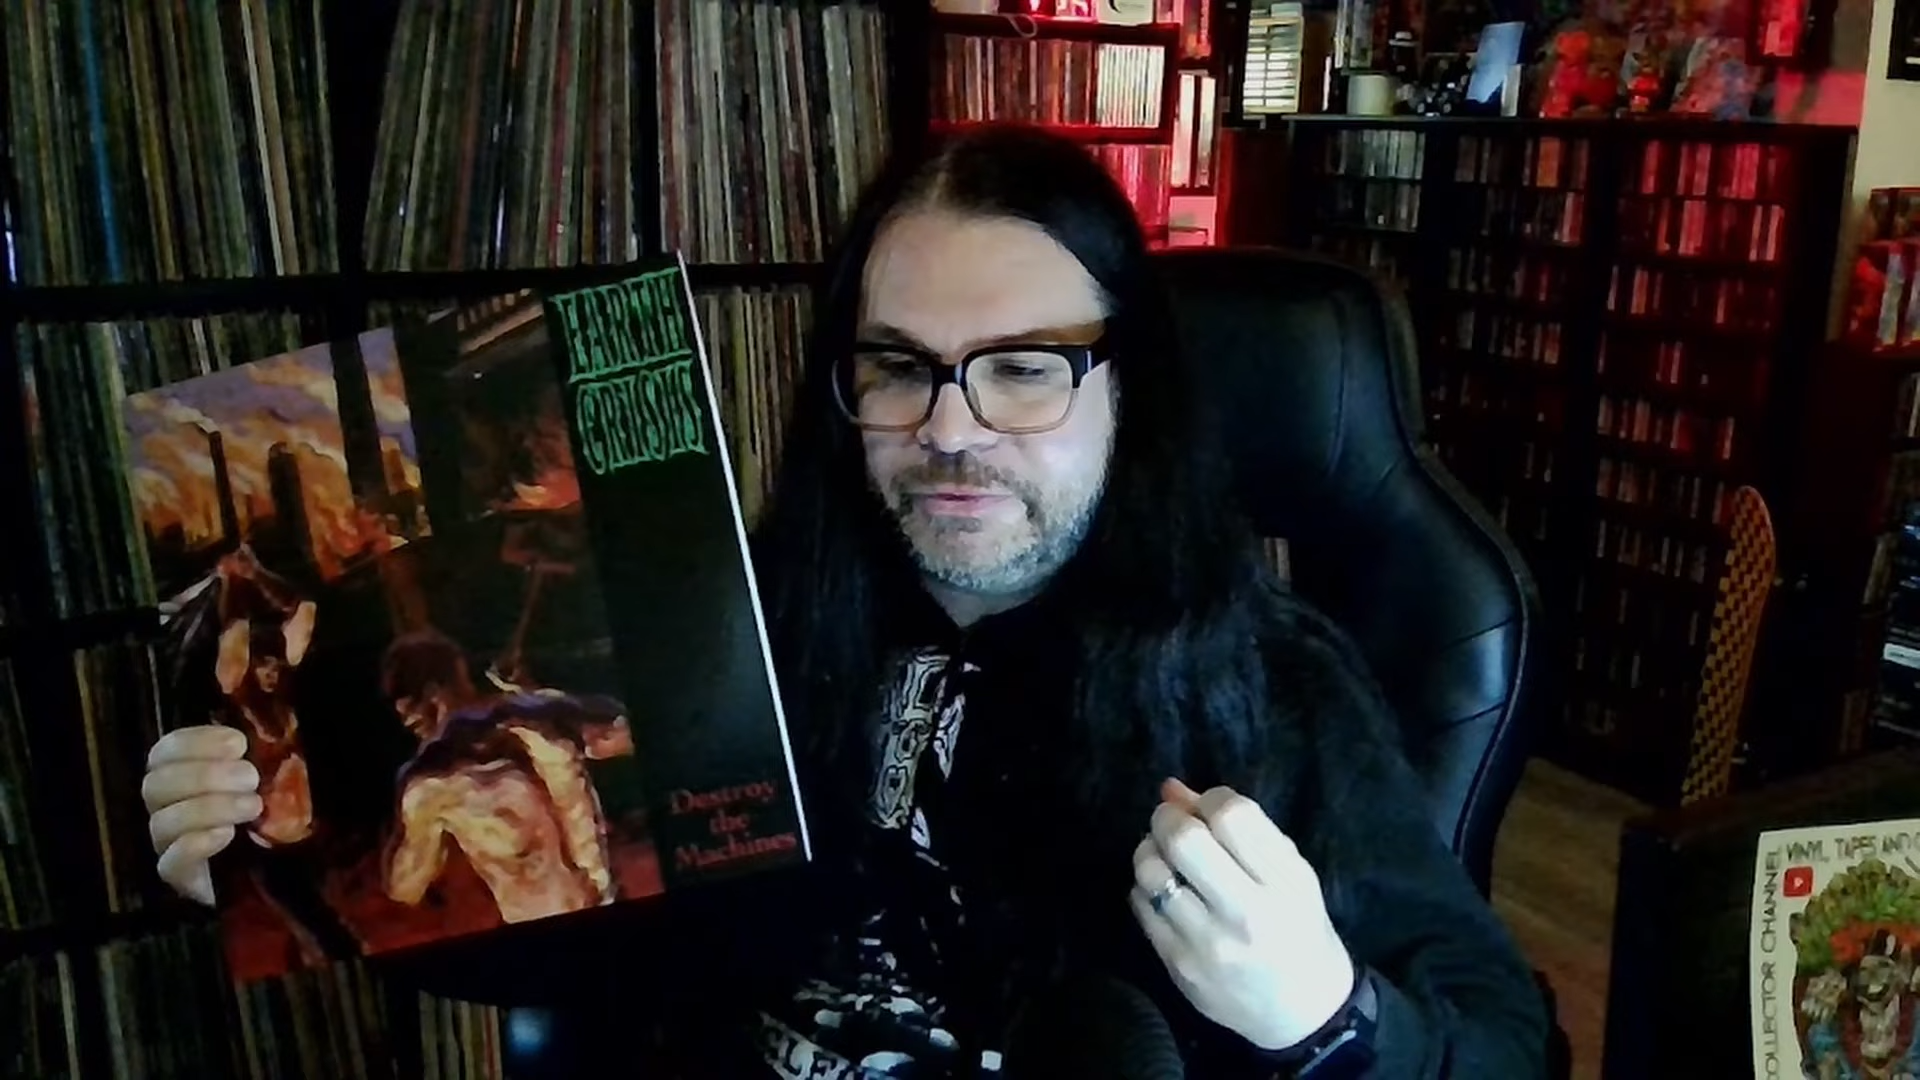 EARTH
CRISIS
Destroy
the
Machines
VINYL, TAPES AND
COLLECTOR CHANNEL